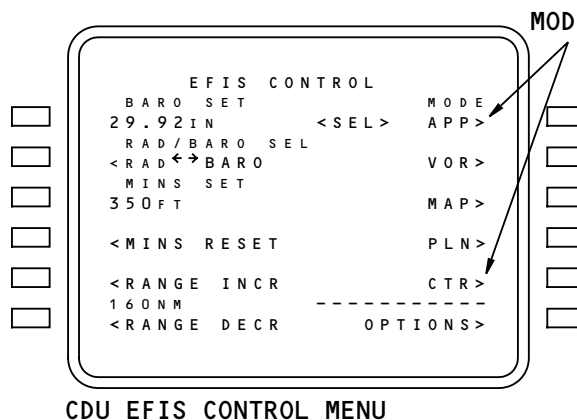 MOD
EFIS CONTROL
BARO SET MODE
29.92IN <SEL> APP>
RAD/BARO SEL
<RAD ←→ BARO VOR>
MINS SET
350FT MAP>
<MINS RESET PLN>
<RANGE INCR CTR>
160NM -----------
<RANGE DECR OPTIONS>
CDU EFIS CONTROL MENU